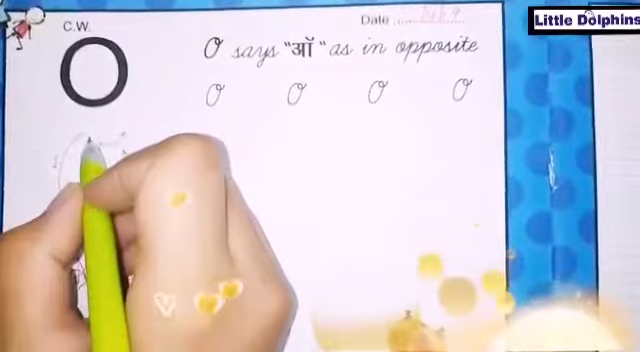 Little Dolphins
Date
C.W.
O
O says "ऑ" as in opposite
O O O O